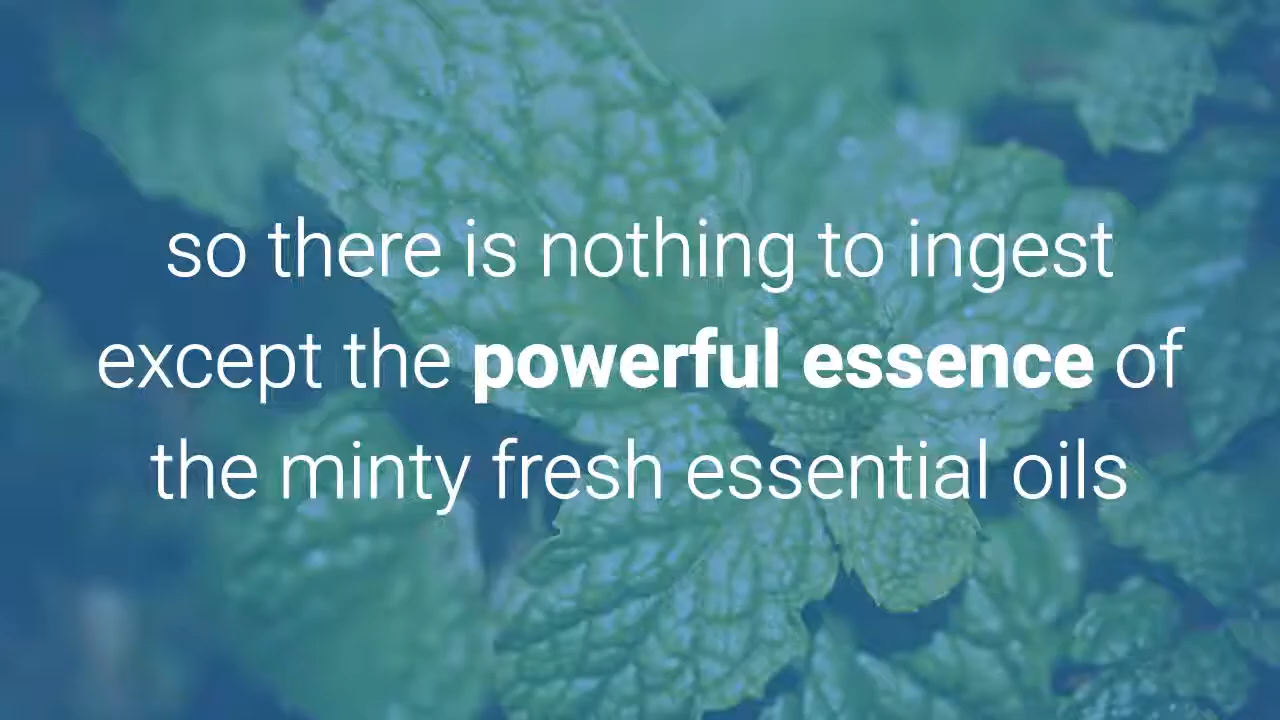 so there is nothing to ingest
except the powerful essence of
the minty fresh essential oils